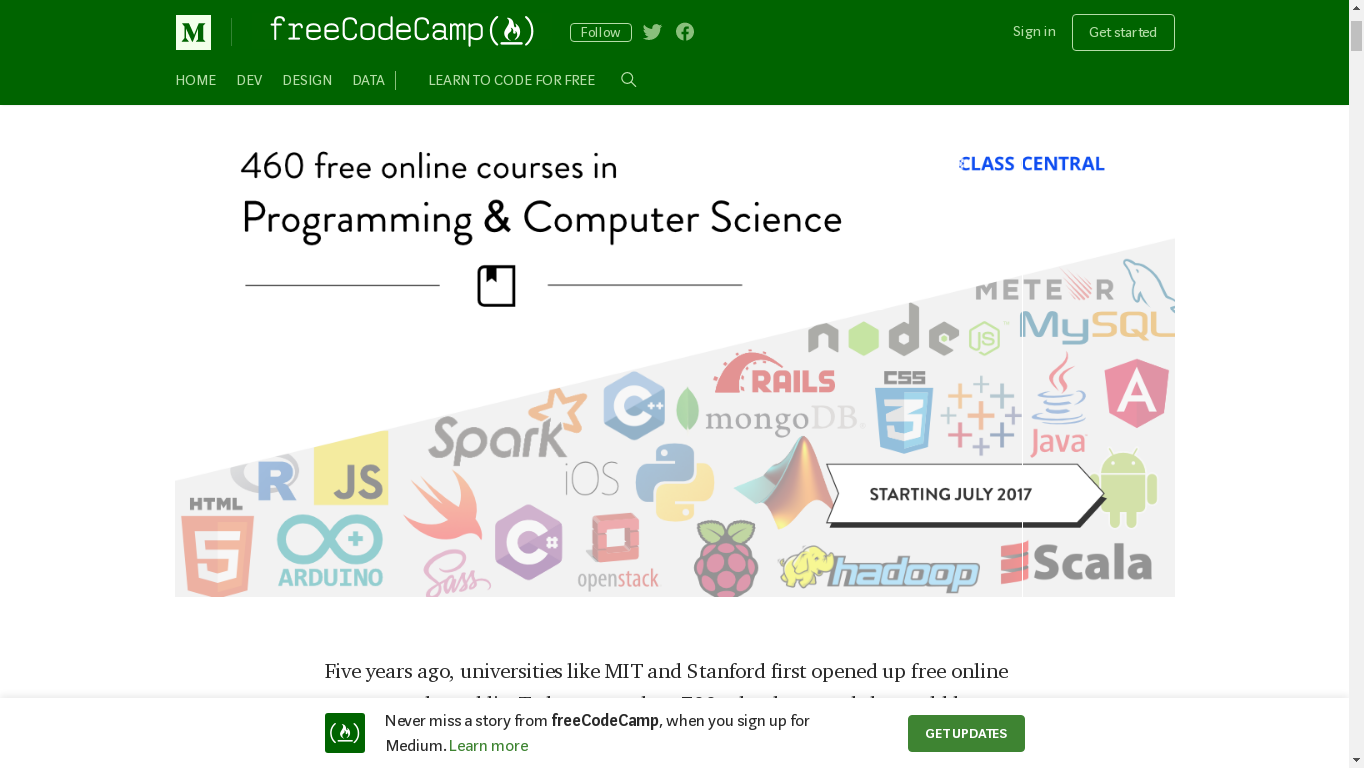 M
freeCodeCamp
Follow
Sign in
Get started
HOME
DEV
DESIGN
DATA
LEARN TO CODE FOR FREE
460 free online courses in
Programming & Computer Science
CLASS CENTRAL
METEOR
MySQL
node
JS
RAILS
CSS
3
C++
mongoDB
Java
A
Spark
R
JS
iOS
HTML
5
STARTING JULY 2017
ARDUINO
C#
Sass
openstack
hadoop
Scala
Five years ago, universities like MIT and Stanford first opened up free online
Never miss a story from freeCodeCamp, when you sign up for
Medium. Learn more
GET UPDATES